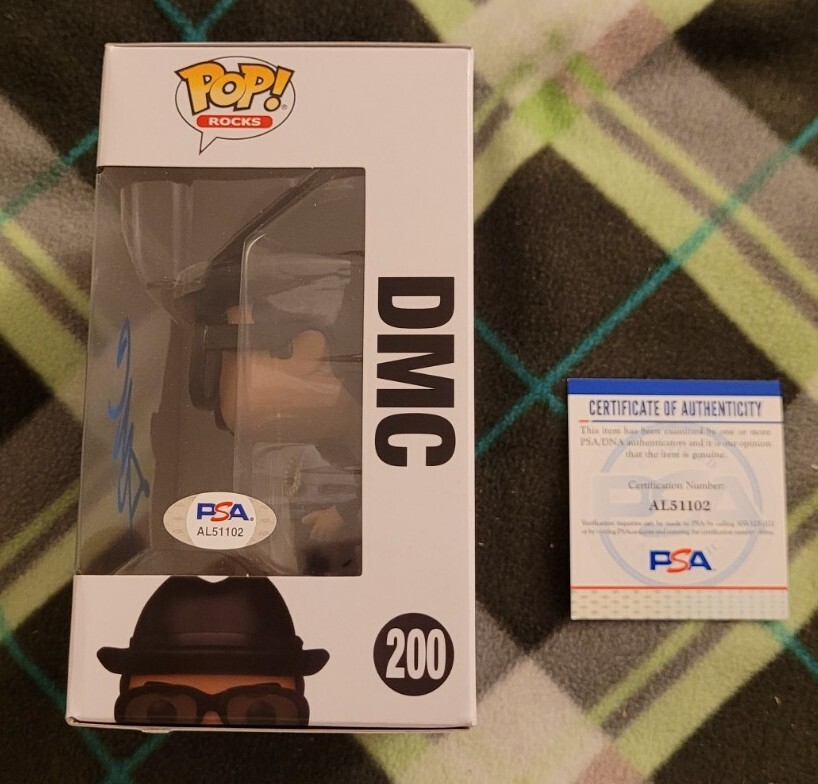 POP!
ROCKS
DMC
PSA
AL51102
200
CERTIFICATE OF AUTHENTICITY
This item has been examined by one or more
PSA/DNA authenticators and it is our opinion
that the item is genuine.
Certification Number:
AL51102
PSA